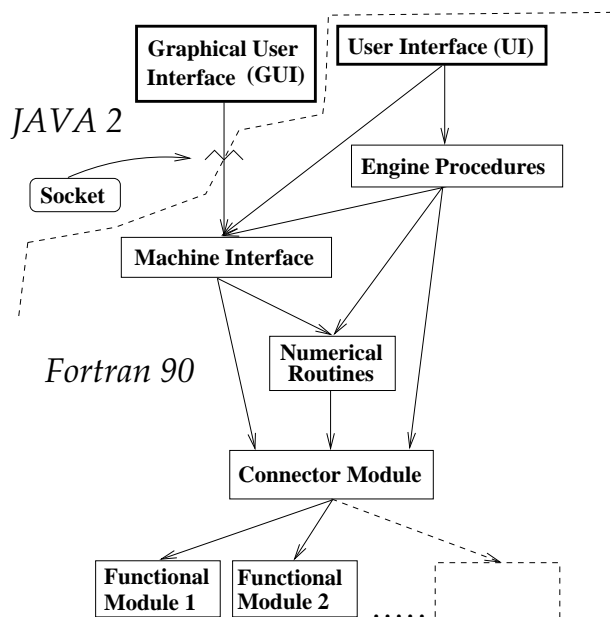 Graphical User
Interface (GUI)
User Interface (UI)
JAVA 2
Socket
Engine Procedures
Machine Interface
Fortran 90
Numerical
Routines
Connector Module
Functional
Module 1
Functional
Module 2
.....